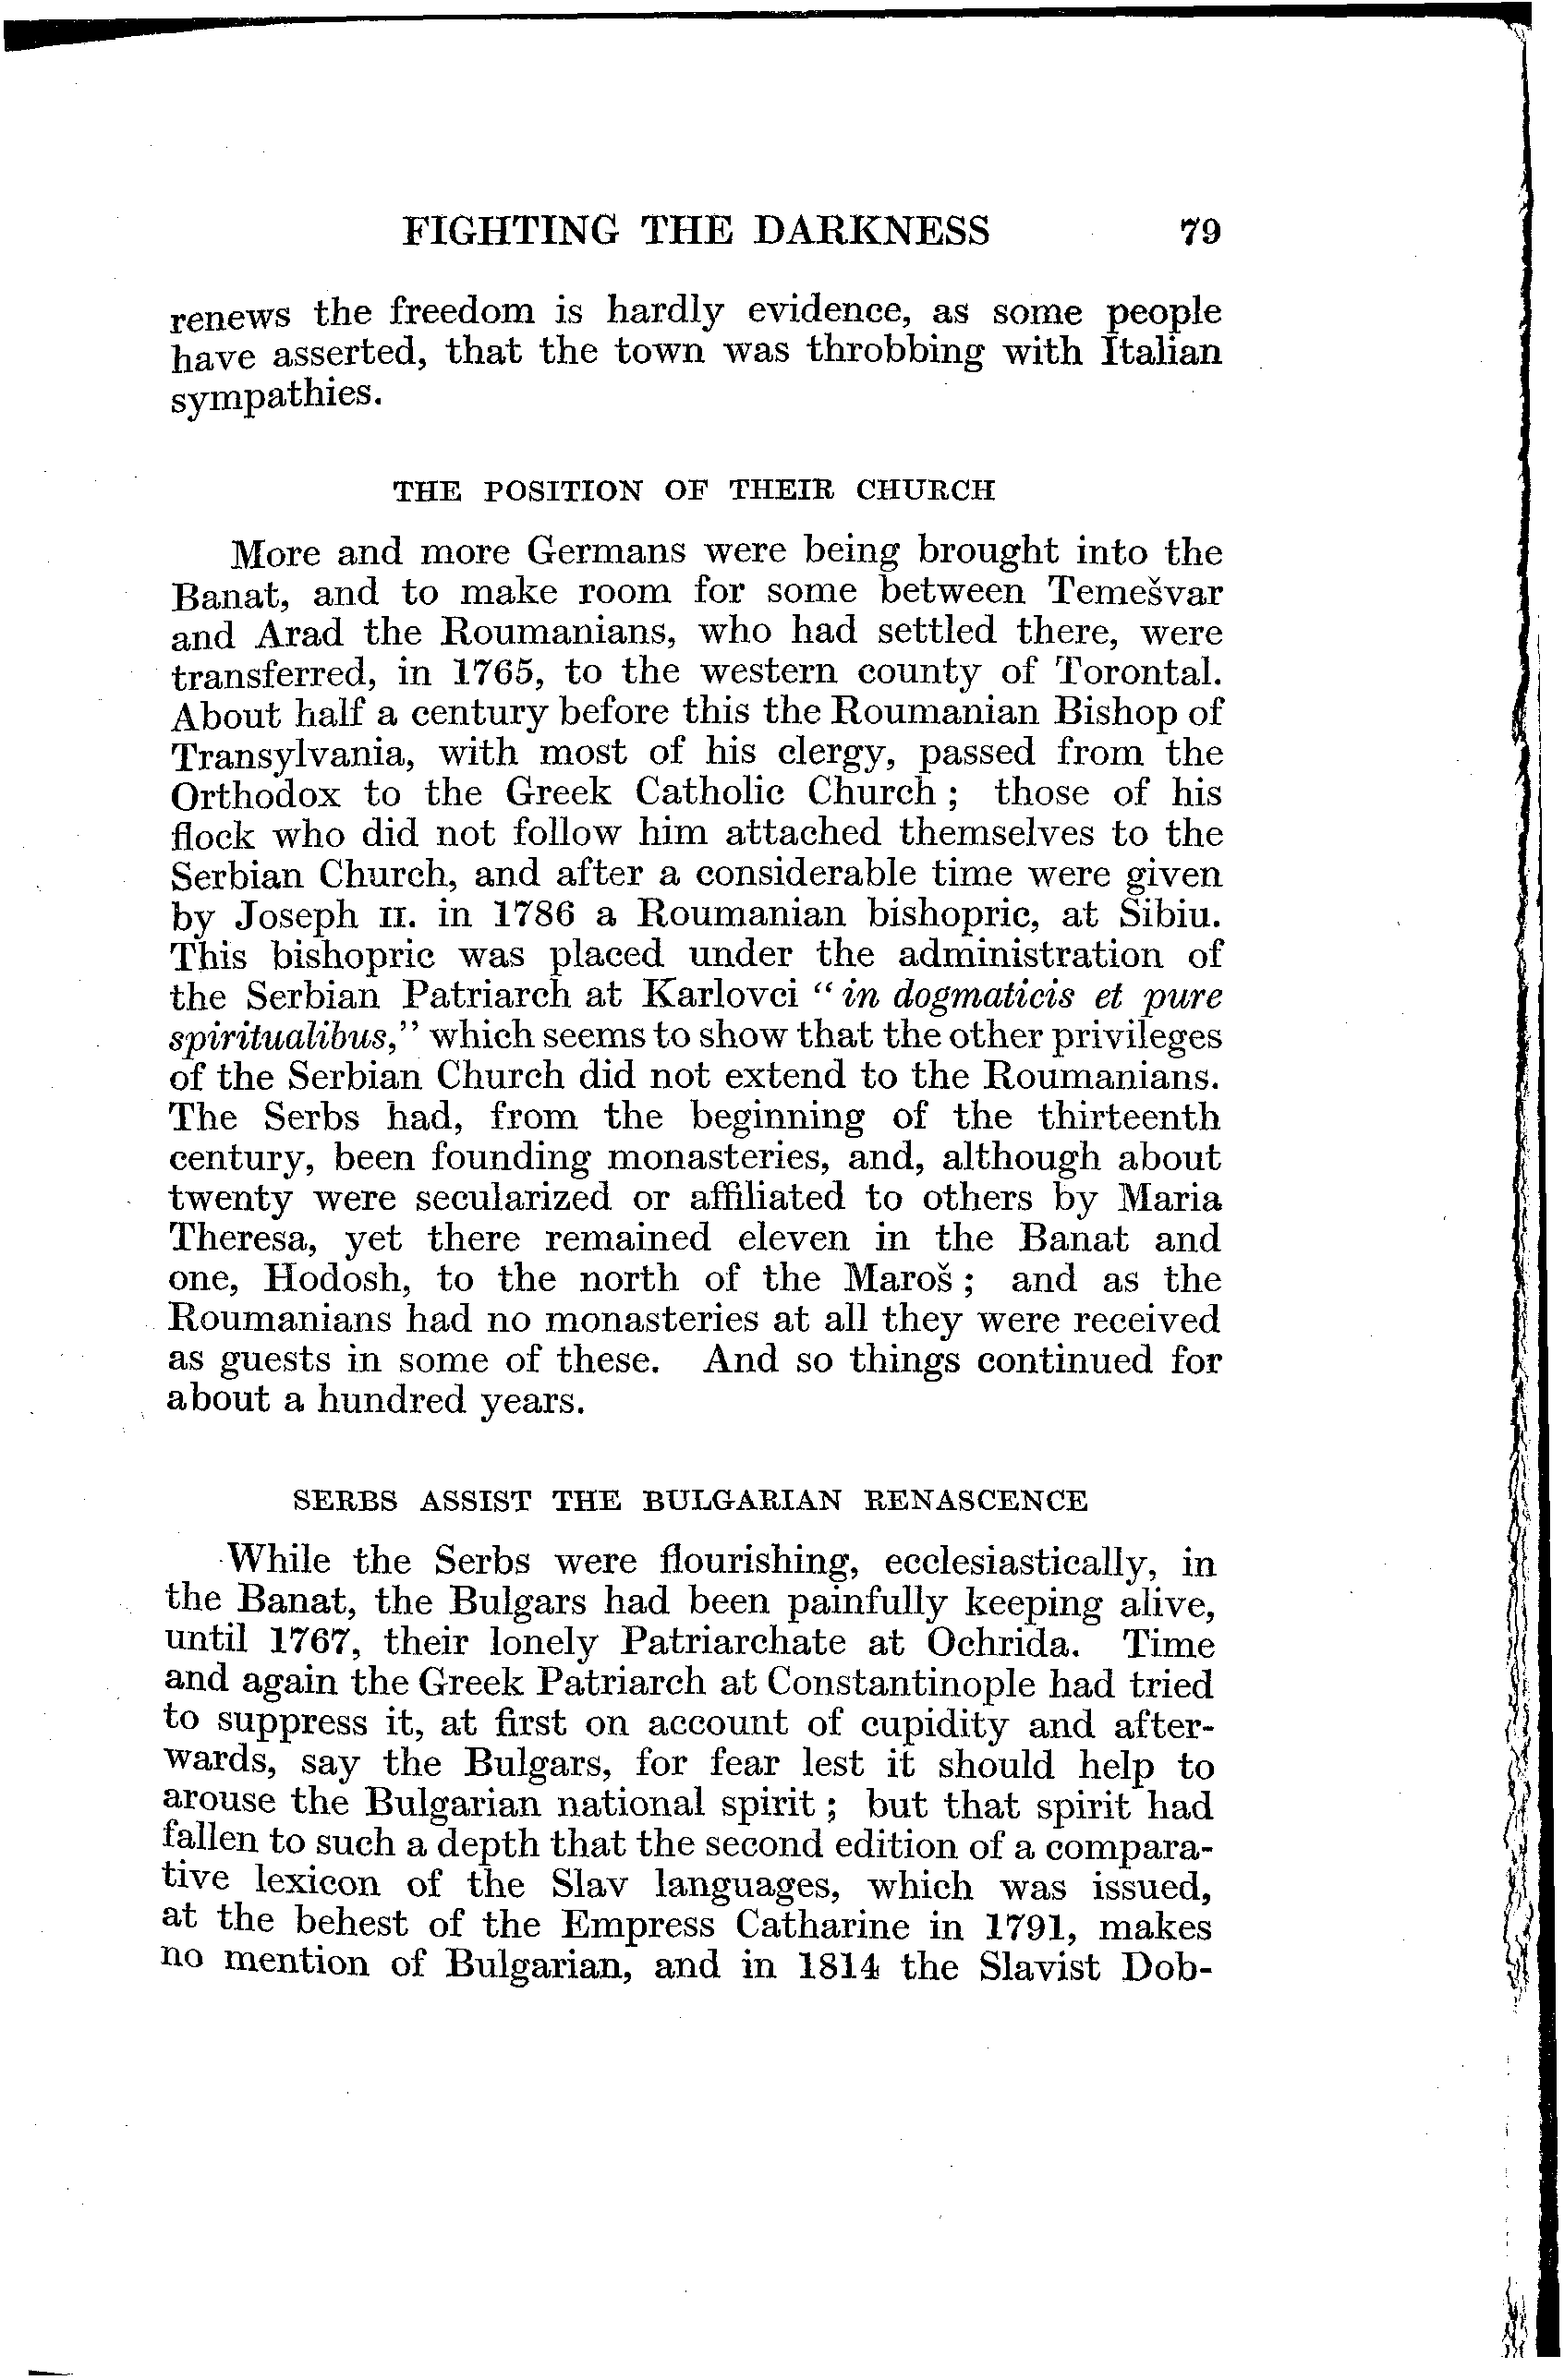 FIGHTING THE DARKNESS 79
renews the freedom is hardly evidence, as some people
have asserted, that the town was throbbing with Italian
sympathies.
THE POSITION OF THEIR CHURCH
More and more Germans were being brought into the
Banat, and to make room for some between Temešvar
and Arad the Roumanians, who had settled there, were
transferred, in 1765, to the western county of Torontal.
About half a century before this the Roumanian Bishop of
Transylvania, with most of his clergy, passed from the
Orthodox to the Greek Catholic Church ; those of his
flock who did not follow him attached themselves to the
Serbian Church, and after a considerable time were given
by Joseph II. in 1786 a Roumanian bishopric, at Sibiu.
This bishopric was placed under the administration of
the Serbian Patriarch at Karlovci “ in dogmaticis et pure
spiritualibus,” which seems to show that the other privileges
of the Serbian Church did not extend to the Roumanians.
The Serbs had, from the beginning of the thirteenth
century, been founding monasteries, and, although about
twenty were secularized or affiliated to others by Maria
Theresa, yet there remained eleven in the Banat and
one, Hodosh, to the north of the Maroš ; and as the
Roumanians had no monasteries at all they were received
as guests in some of these. And so things continued for
about a hundred years.
SERBS ASSIST THE BULGARIAN RENASCENCE
While the Serbs were flourishing, ecclesiastically, in
the Banat, the Bulgars had been painfully keeping alive,
until 1767, their lonely Patriarchate at Ochrida. Time
and again the Greek Patriarch at Constantinople had tried
to suppress it, at first on account of cupidity and after-
wards, say the Bulgars, for fear lest it should help to
arouse the Bulgarian national spirit ; but that spirit had
fallen to such a depth that the second edition of a compara-
tive lexicon of the Slav languages, which was issued,
at the behest of the Empress Catharine in 1791, makes
no mention of Bulgarian, and in 1814 the Slavist Dob-